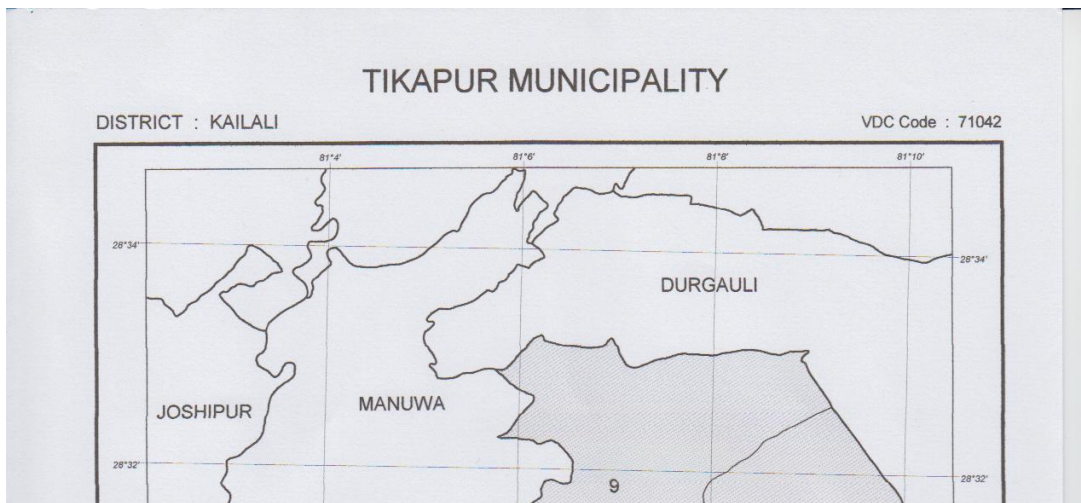 TIKAPUR MUNICIPALITY
DISTRICT : KAILALI
VDC Code : 71042
81°4' 81°6' 81°8' 81°10'
28°34'
28°34'
DURGAULI
MANUWA
JOSHIPUR
28°32'
28°32'
9